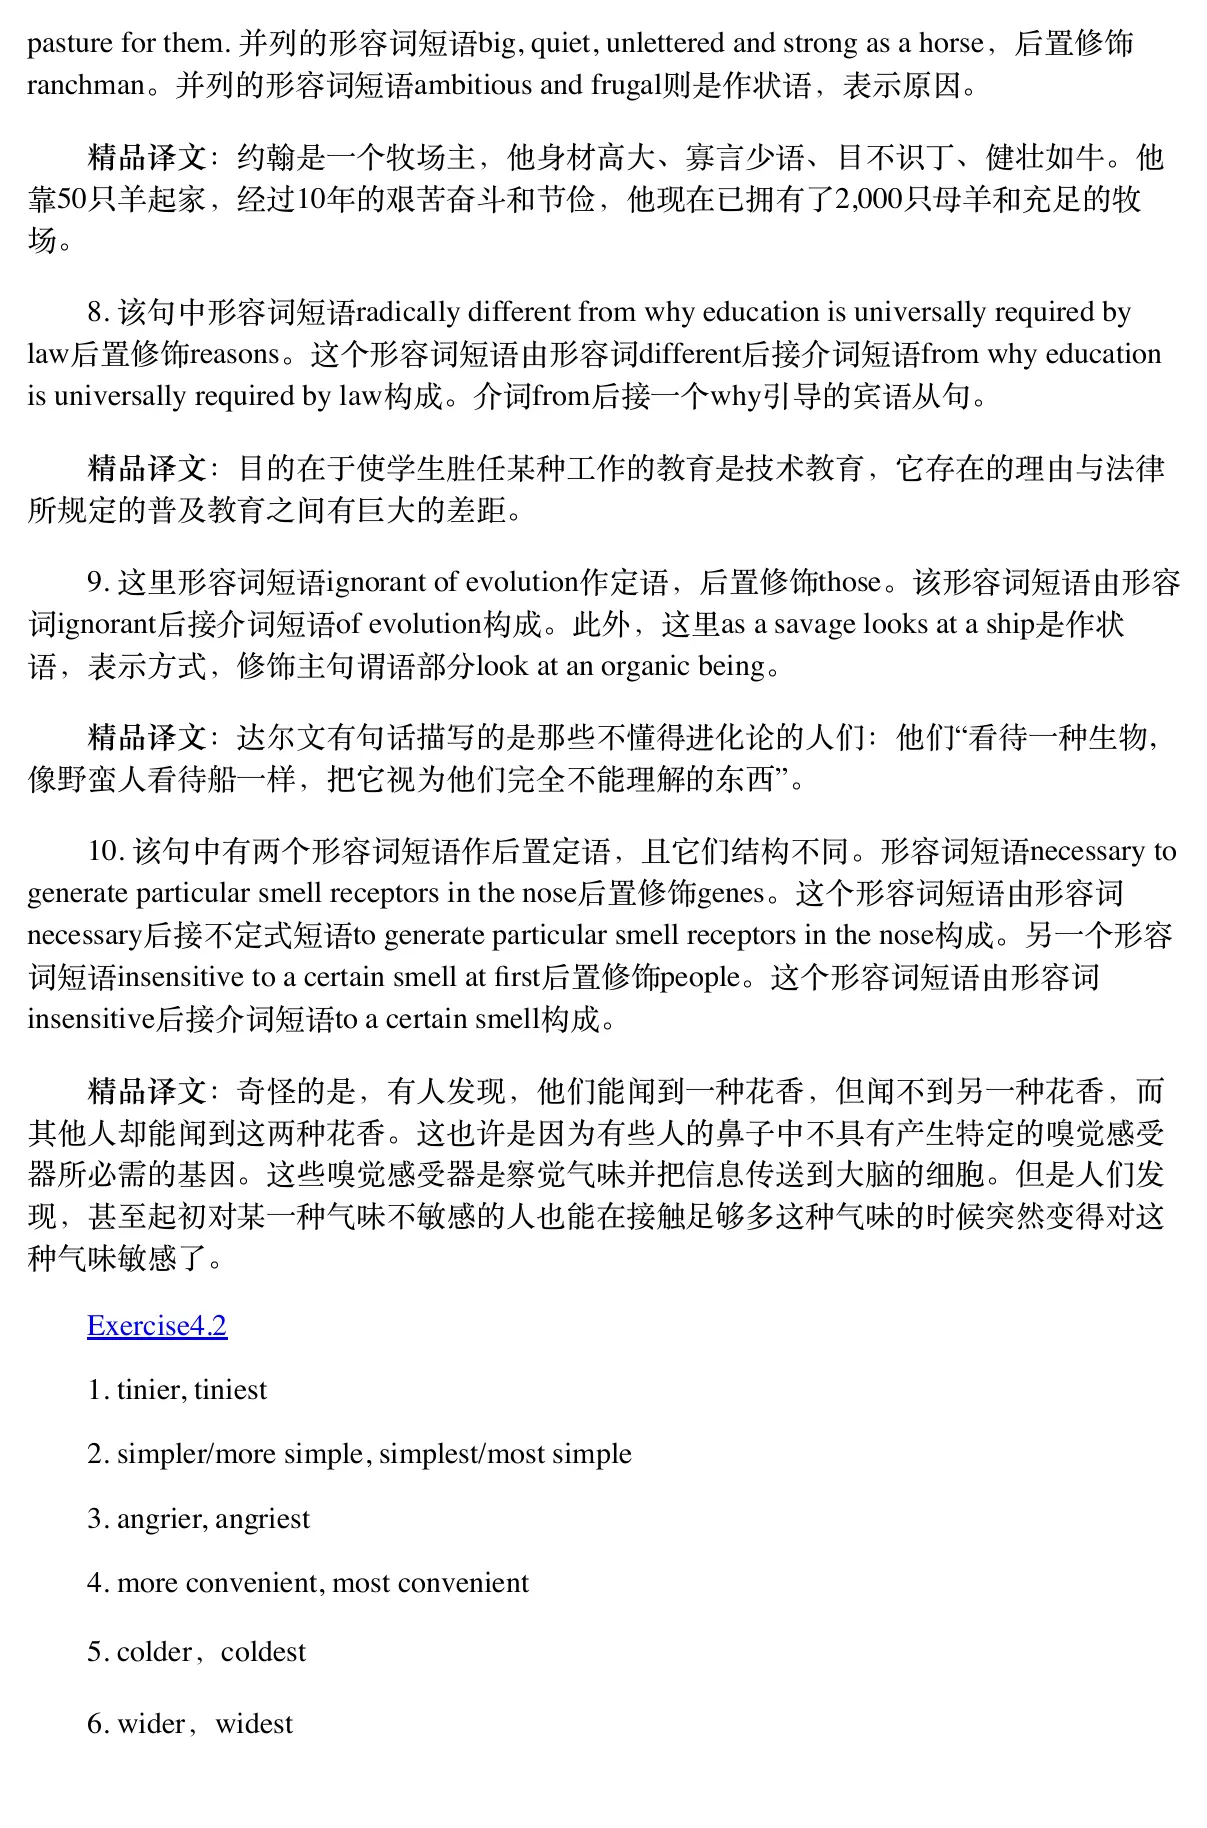 pasture for them. 并列的形容词短语big, quiet, unlettered and strong as a horse，后置修饰
ranchman。并列的形容词短语ambitious and frugal则是作状语，表示原因。
精品译文：约翰是一个牧场主，他身材高大、寡言少语、目不识丁、健壮如牛。他
靠50只羊起家，经过10年的艰苦奋斗和节俭，他现在已拥有了2,000只母羊和充足的牧
场。
8. 该句中形容词短语radically different from why education is universally required by
law后置修饰reasons。这个形容词短语由形容词different后接介词短语from why education
is universally required by law构成。介词from后接一个why引导的宾语从句。
精品译文：目的在于使学生胜任某种工作的教育是技术教育，它存在的理由与法律
所规定的普及教育之间有巨大的差距。
9. 这里形容词短语ignorant of evolution作定语，后置修饰those。该形容词短语由形容
词ignorant后接介词短语of evolution构成。此外，这里as a savage looks at a ship是作状
语，表示方式，修饰主句谓语部分look at an organic being。
精品译文：达尔文有句话描写的是那些不懂得进化论的人们：他们“看待一种生物，
像野蛮人看待船一样，把它视为他们完全不能理解的东西”。
10. 该句中有两个形容词短语作后置定语，且它们结构不同。形容词短语necessary to
generate particular smell receptors in the nose后置修饰genes。这个形容词短语由形容词
necessary后接不定式短语to generate particular smell receptors in the nose构成。另一个形容
词短语insensitive to a certain smell at first后置修饰people。这个形容词短语由形容词
insensitive后接介词短语to a certain smell构成。
精品译文：奇怪的是，有人发现，他们能闻到一种花香，但闻不到另一种花香，而
其他人却能闻到这两种花香。这也许是因为有些人的鼻子中不具有产生特定的嗅觉感受
器所必需的基因。这些嗅觉感受器是察觉气味并把信息传送到大脑的细胞。但是人们发
现，甚至起初对某一种气味不敏感的人也能在接触足够多这种气味的时候突然变得对这
种气味敏感了。
Exercise4.2
1. tinier, tiniest
2. simpler/more simple, simplest/most simple
3. angrier, angriest
4. more convenient, most convenient
5. colder，coldest
6. wider，widest